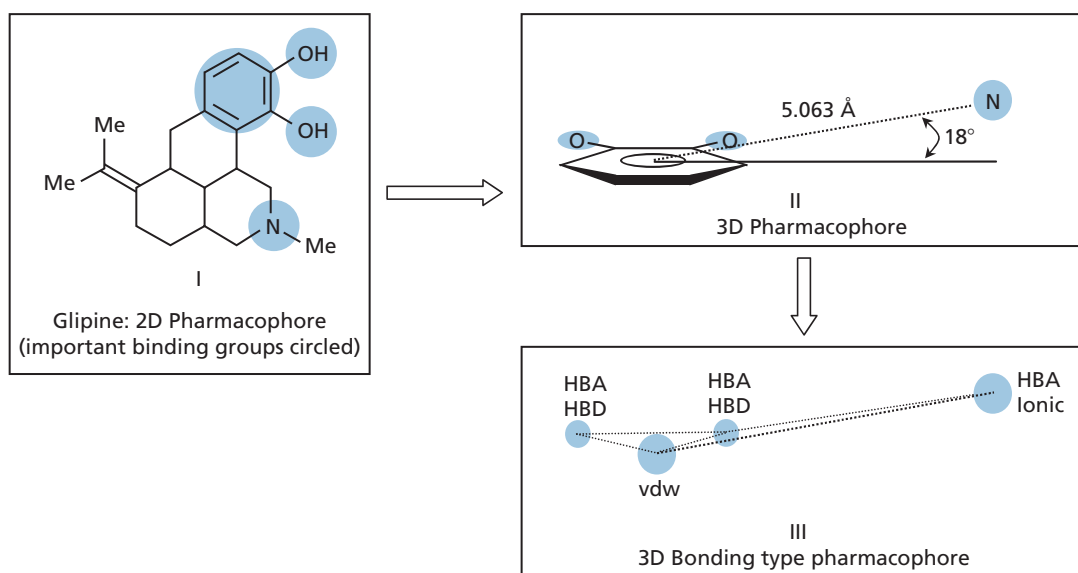 OH
OH
Me
Me
N
Me
I
Glipine: 2D Pharmacophore
(important binding groups circled)
O
O
5.063 Å
N
18°
II
3D Pharmacophore
HBA
HBD
HBA
HBD
HBA
Ionic
vdw
III
3D Bonding type pharmacophore